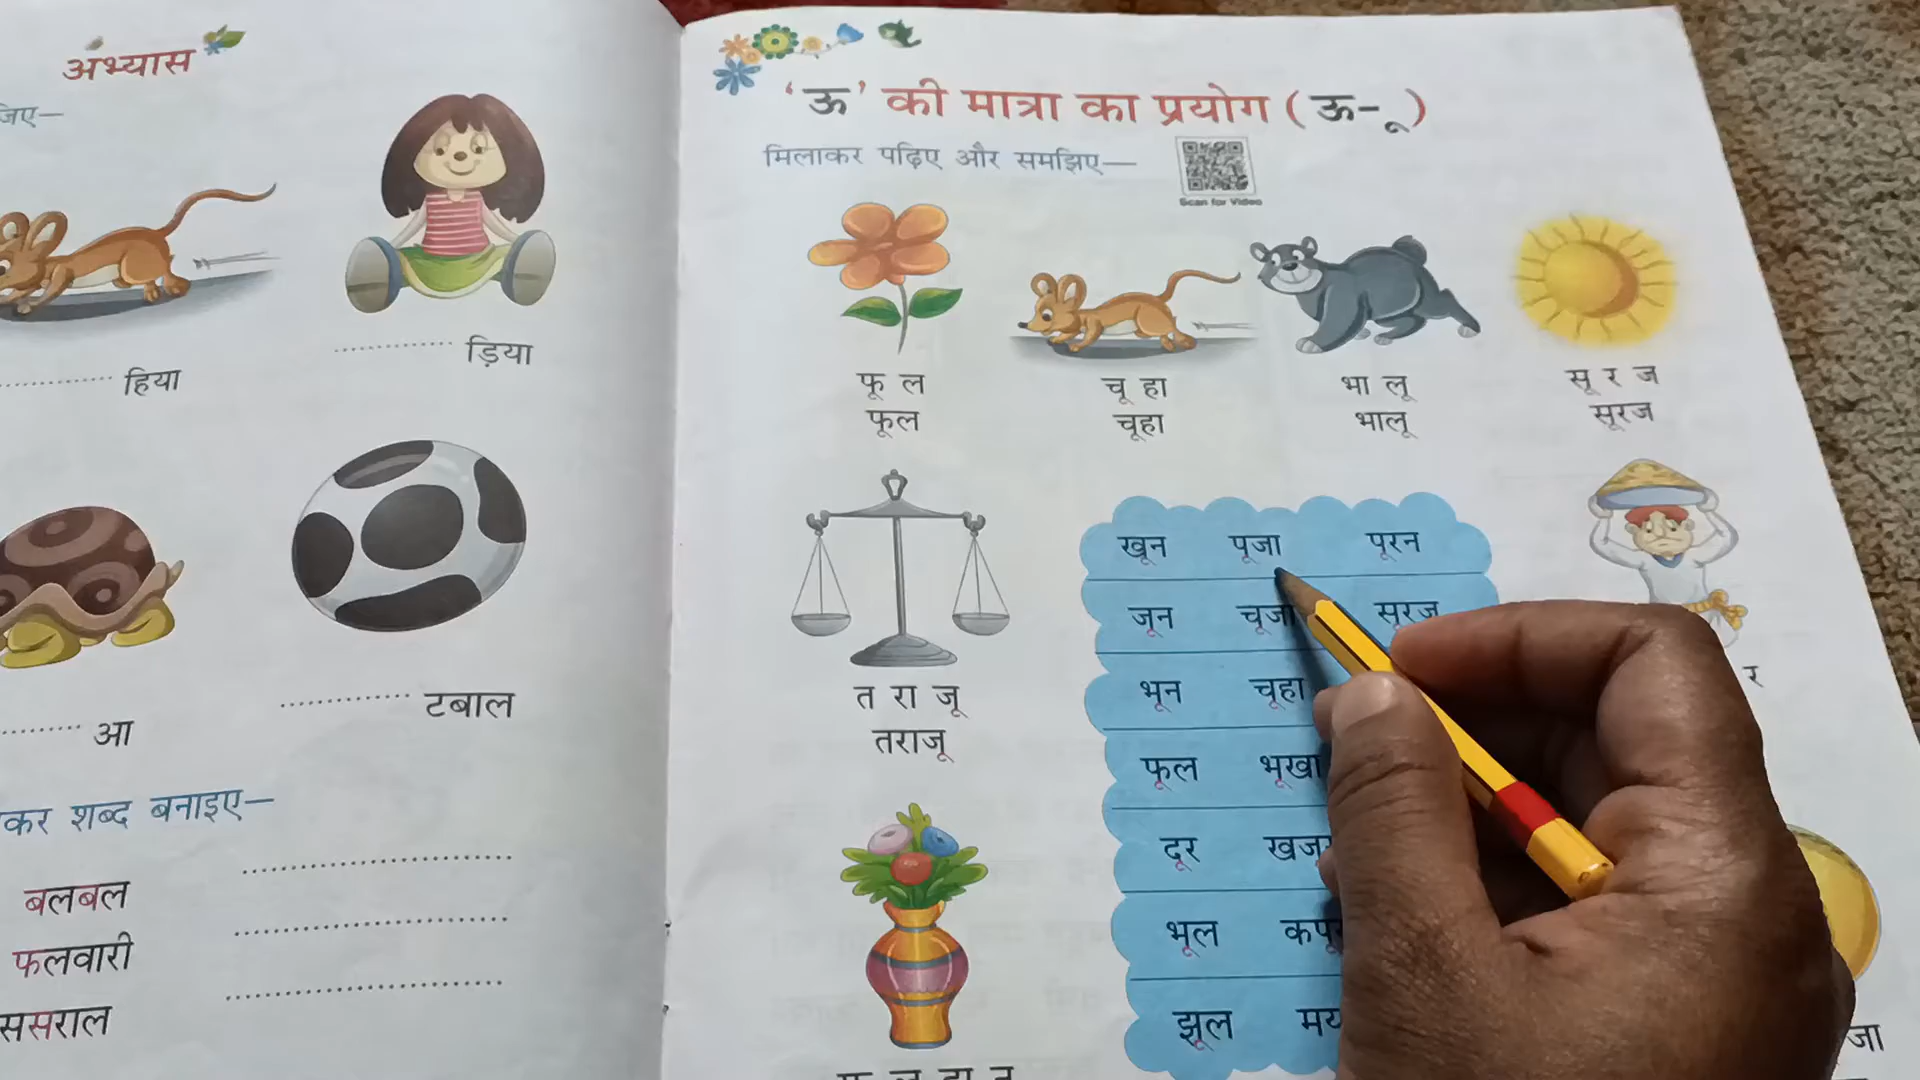 अभ्यास
जिए—
हिया
ड़िया
आ
टबाल
कर शब्द बनाइए—
बलबल
फलवारी
ससराल
‘ऊ’ की मात्रा का प्रयोग (ऊ-ू)
मिलाकर पढ़िए और समझिए—
Scan for Video
फू ल चू हा भा लू सू र ज
फूल चूहा भालू सूरज
त रा जू
तराजू
खून पूजा पूरन
जून चूजा सूरज
भून चूहा
फूल भूखा
दूर
भूल
झूल
र
जा